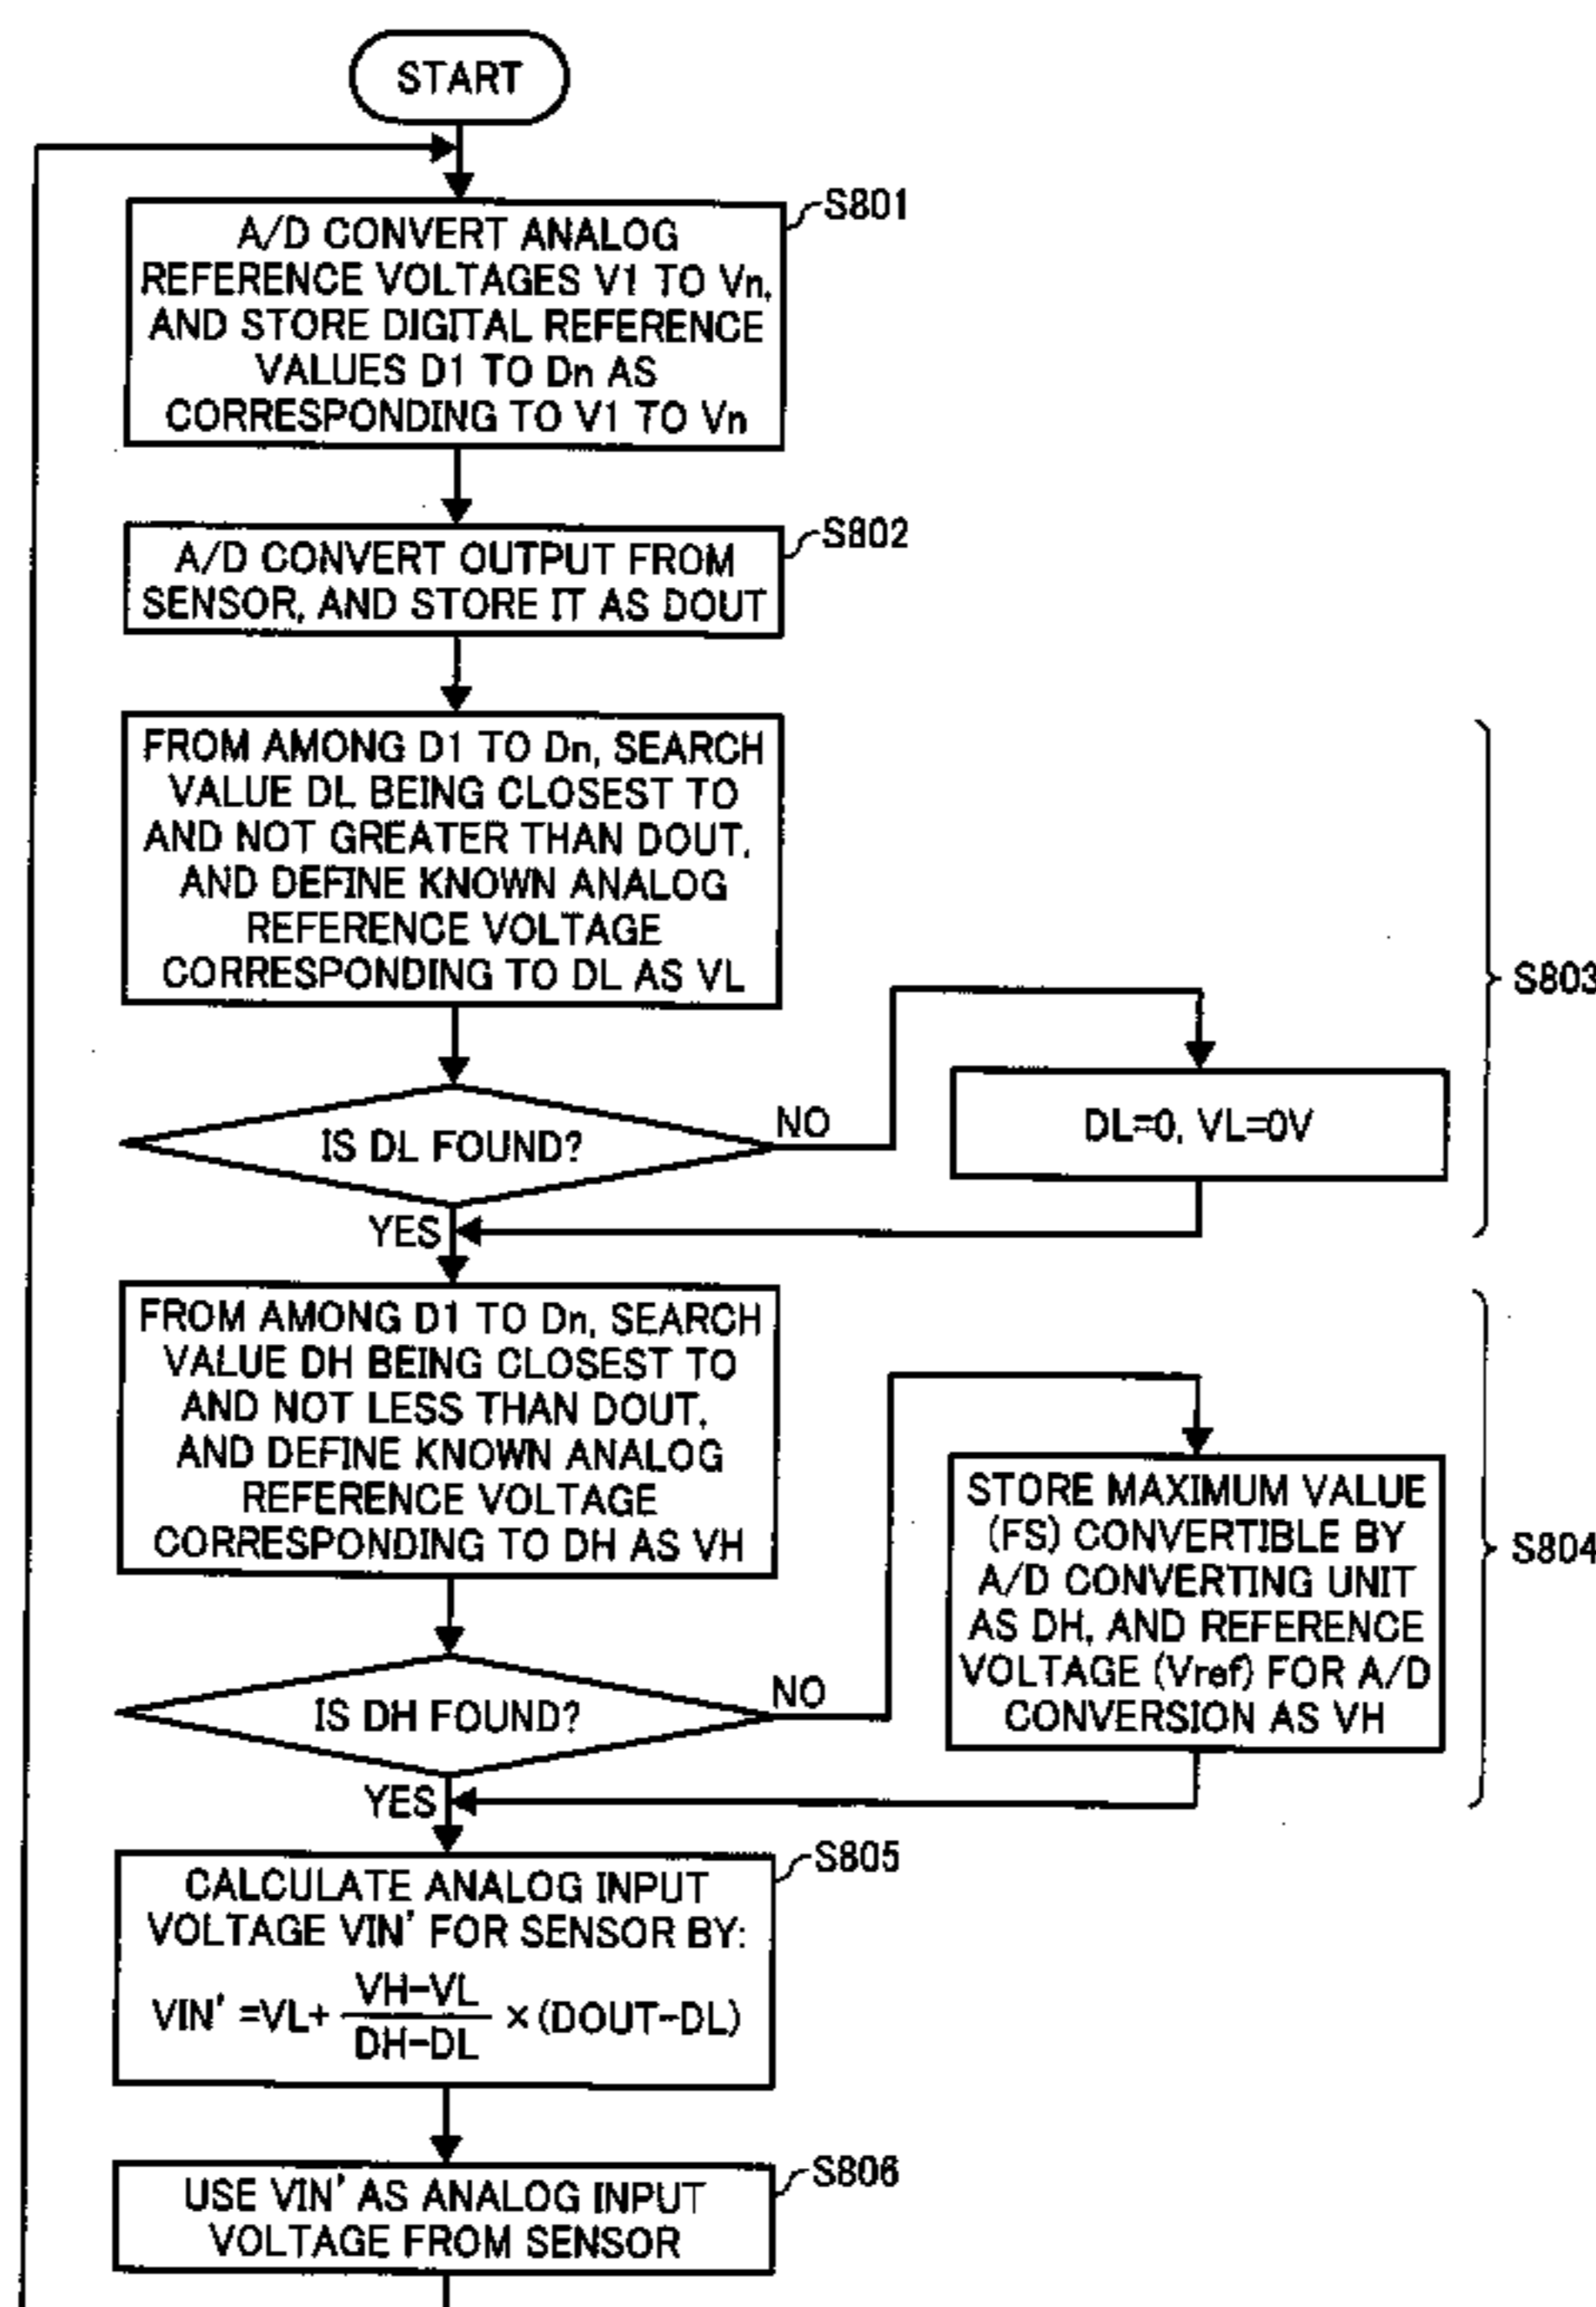 START
A/D CONVERT ANALOG
REFERENCE VOLTAGES V1 TO Vn,
AND STORE DIGITAL REFERENCE
VALUES D1 TO Dn AS
CORRESPONDING TO V1 TO Vn
S801
A/D CONVERT OUTPUT FROM
SENSOR, AND STORE IT AS DOUT
S802
FROM AMONG D1 TO Dn, SEARCH
VALUE DL BEING CLOSEST TO
AND NOT GREATER THAN DOUT,
AND DEFINE KNOWN ANALOG
REFERENCE VOLTAGE
CORRESPONDING TO DL AS VL
S803
IS DL FOUND?
NO
DL=0, VL=0V
YES
FROM AMONG D1 TO Dn, SEARCH
VALUE DH BEING CLOSEST TO
AND NOT LESS THAN DOUT,
AND DEFINE KNOWN ANALOG
REFERENCE VOLTAGE
CORRESPONDING TO DH AS VH
S804
IS DH FOUND?
NO
STORE MAXIMUM VALUE
(FS) CONVERTIBLE BY
A/D CONVERTING UNIT
AS DH, AND REFERENCE
VOLTAGE (Vref) FOR A/D
CONVERSION AS VH
YES
CALCULATE ANALOG INPUT
VOLTAGE VIN' FOR SENSOR BY:
VIN' =VL+ VH-VL / DH-DL ×(DOUT-DL)
S805
USE VIN' AS ANALOG INPUT
VOLTAGE FROM SENSOR
S806